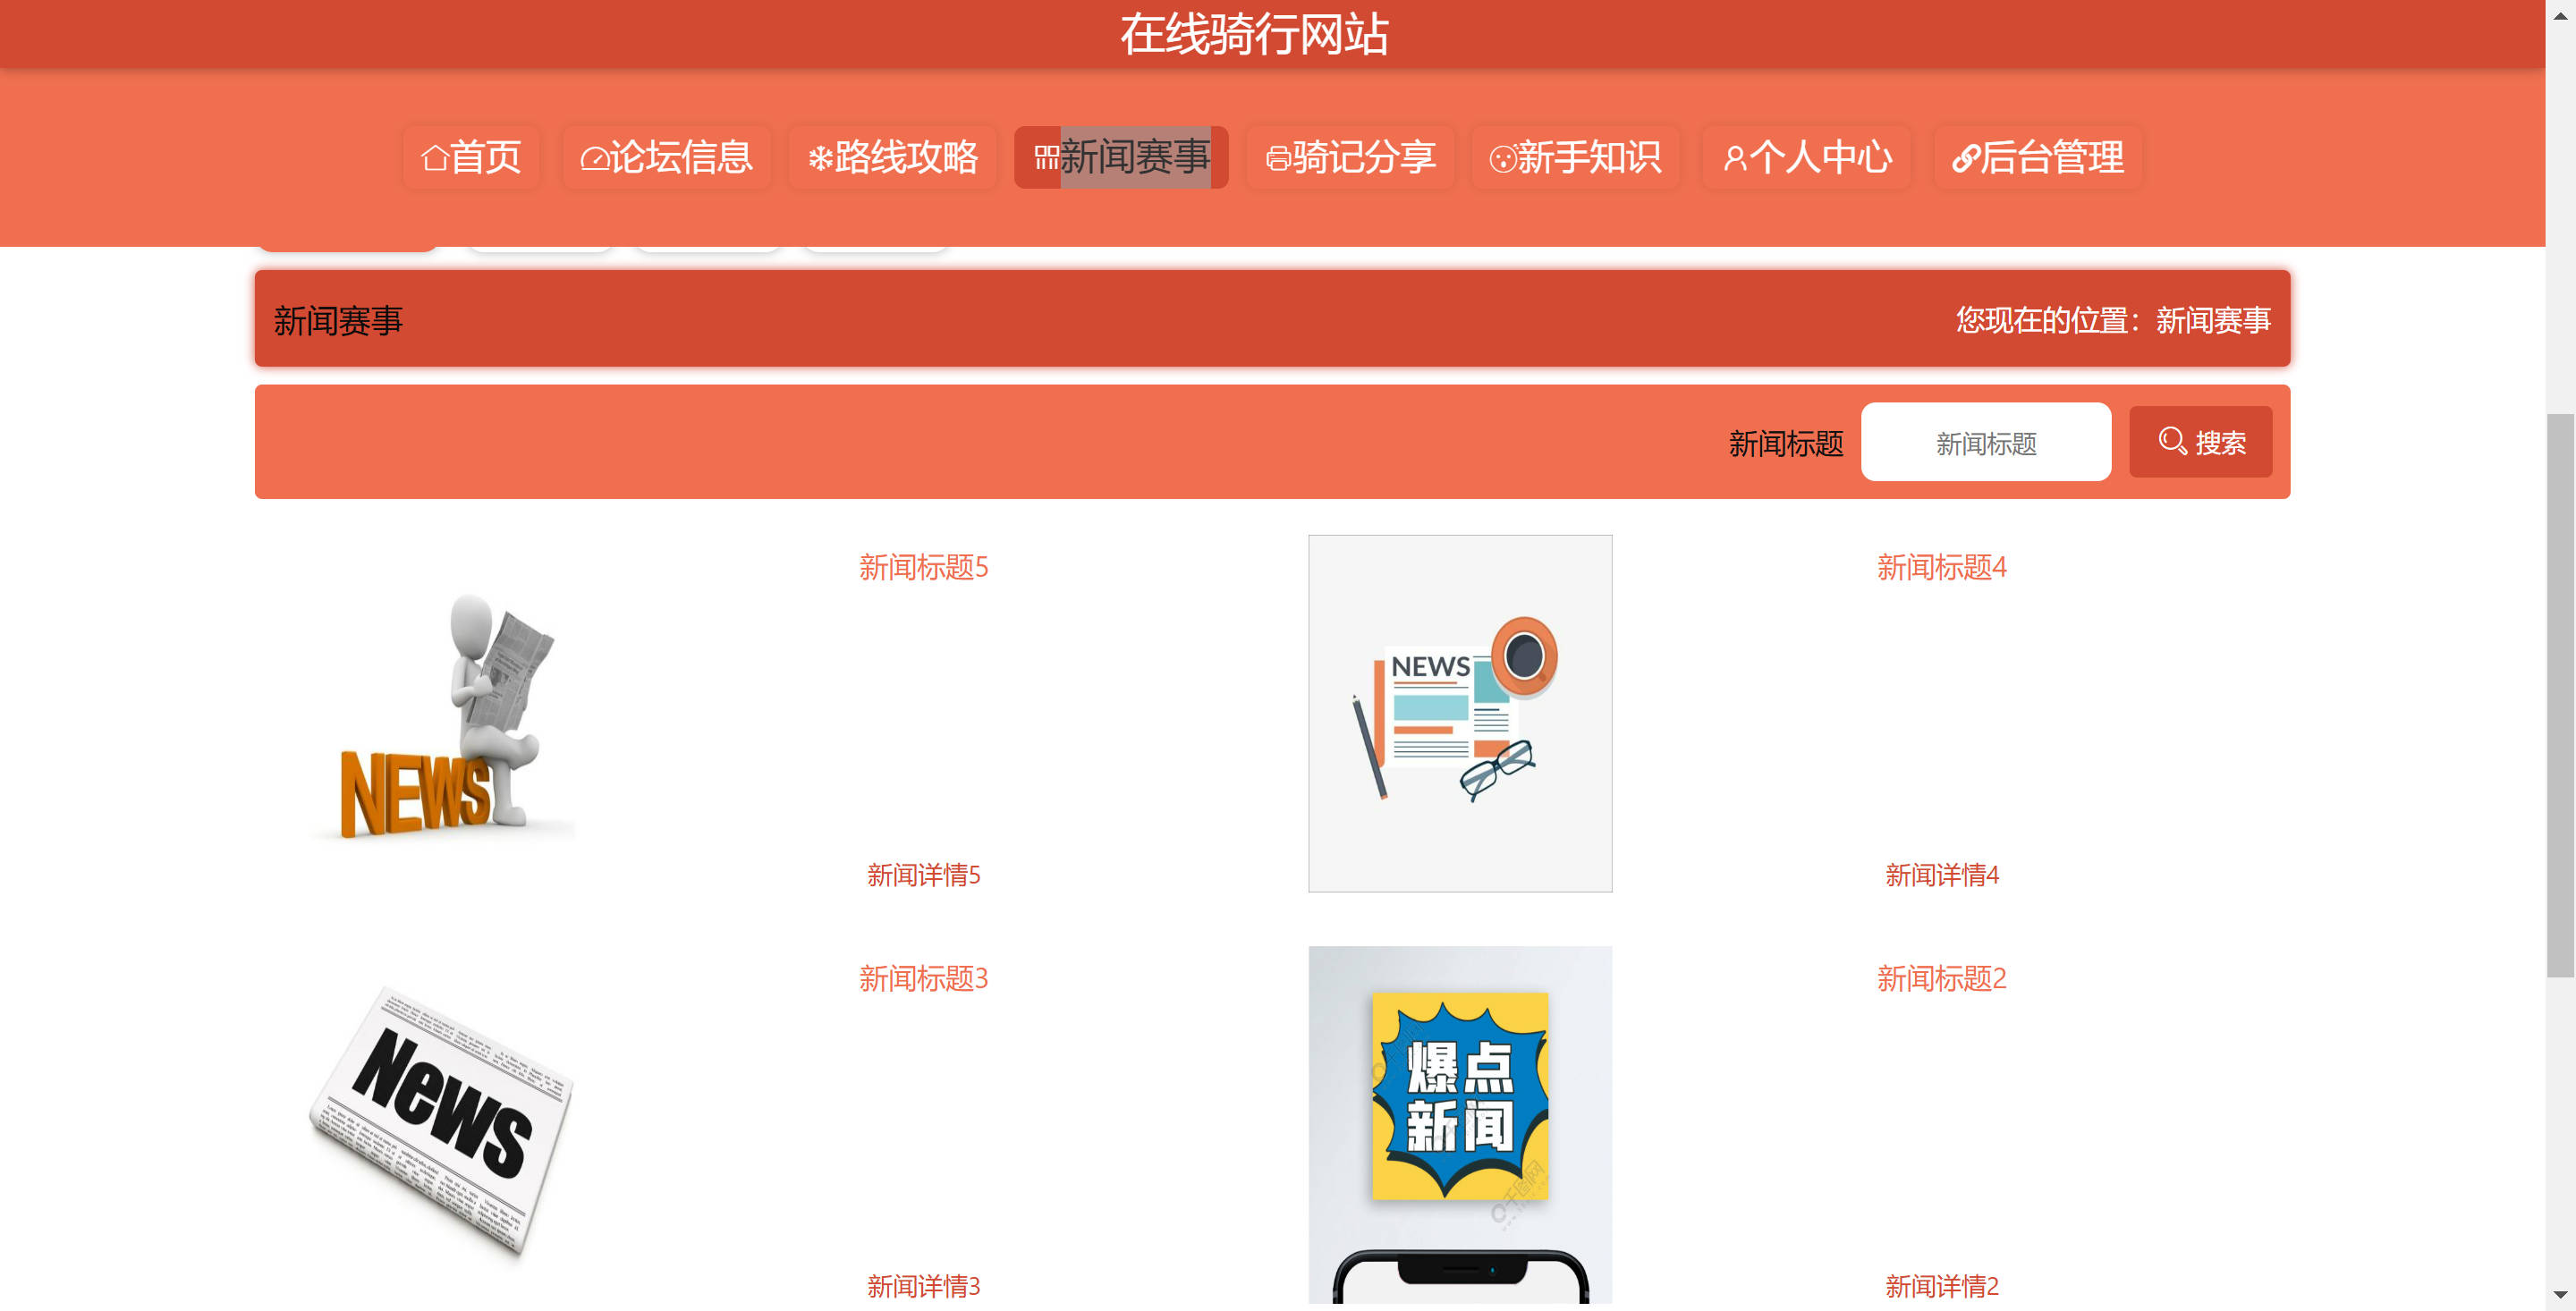 在线骑行网站
首页 论坛信息 路线攻略 新闻赛事 骑记分享 新手知识 个人中心 后台管理
新闻赛事
您现在的位置：新闻赛事
新闻标题 新闻标题 搜索
新闻标题5
NEWS
新闻详情5
新闻标题4
NEWS
新闻详情4
新闻标题3
News
新闻详情3
新闻标题2
爆点
新闻
千图网
新闻详情2